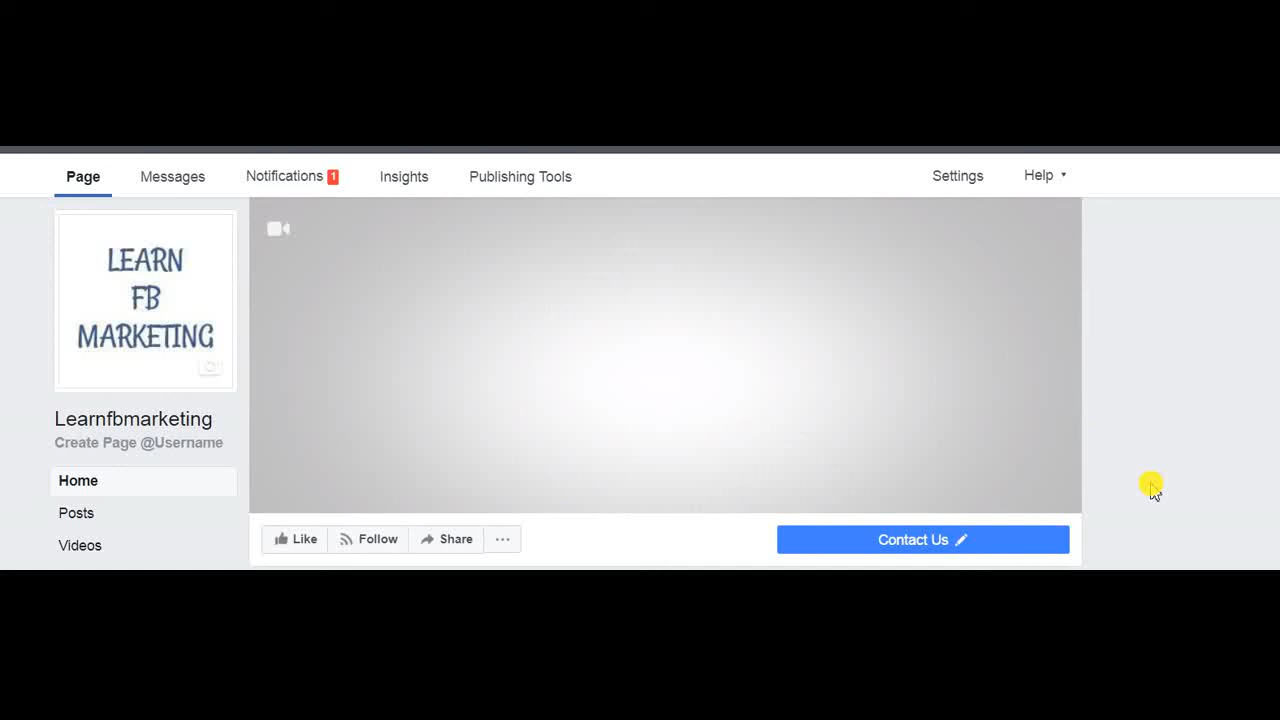 Page Messages Notifications 1 Insights Publishing Tools Settings Help
LEARN
FB
MARKETING
Learnfbmarketing
Create Page @Username
Home
Posts
Videos
Like Follow Share Contact Us